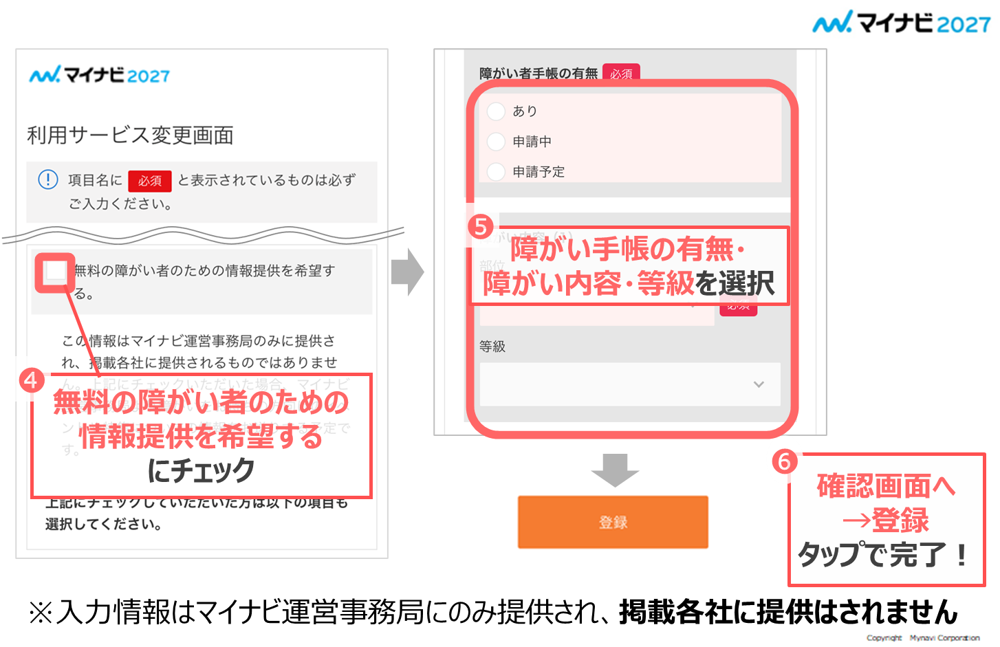 マイナビ2027
マイナビ2027
利用サービス変更画面
項目名に 必須 と表示されているものは必ず
ご入力ください。
無料の障がい者のための情報提供を希望す
る。
この情報はマイナビ運営事務局のみに提供さ
れ、掲載各社に提供されるものではありませ
ん。上記にチェックいただいた場合、マイナビ
す。
❹
無料の障がい者のための
情報提供を希望する
にチェック
上記にチェックしていただいた方は以下の項目も
選択してください。
障がい者手帳の有無 必須
あり
申請中
申請予定
がい内容（1）
部位
❺
障がい手帳の有無・
障がい内容・等級を選択
必須
等級
登録
❻
確認画面へ
→登録
タップで完了！
※入力情報はマイナビ運営事務局にのみ提供され、掲載各社に提供はされません
Copyright Mynavi Corporation